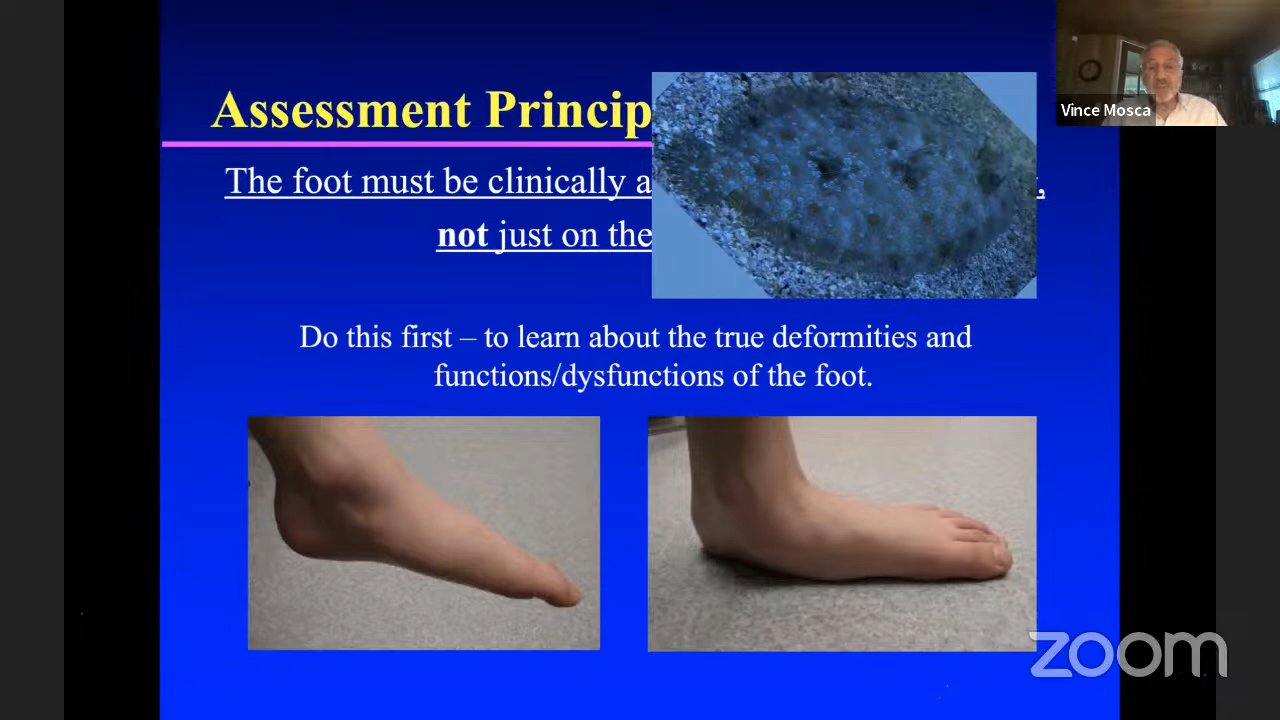 Assessment Princip
The foot must be clinically a
not just on the
Do this first – to learn about the true deformities and
functions/dysfunctions of the foot.
Vince Mosca
zoom